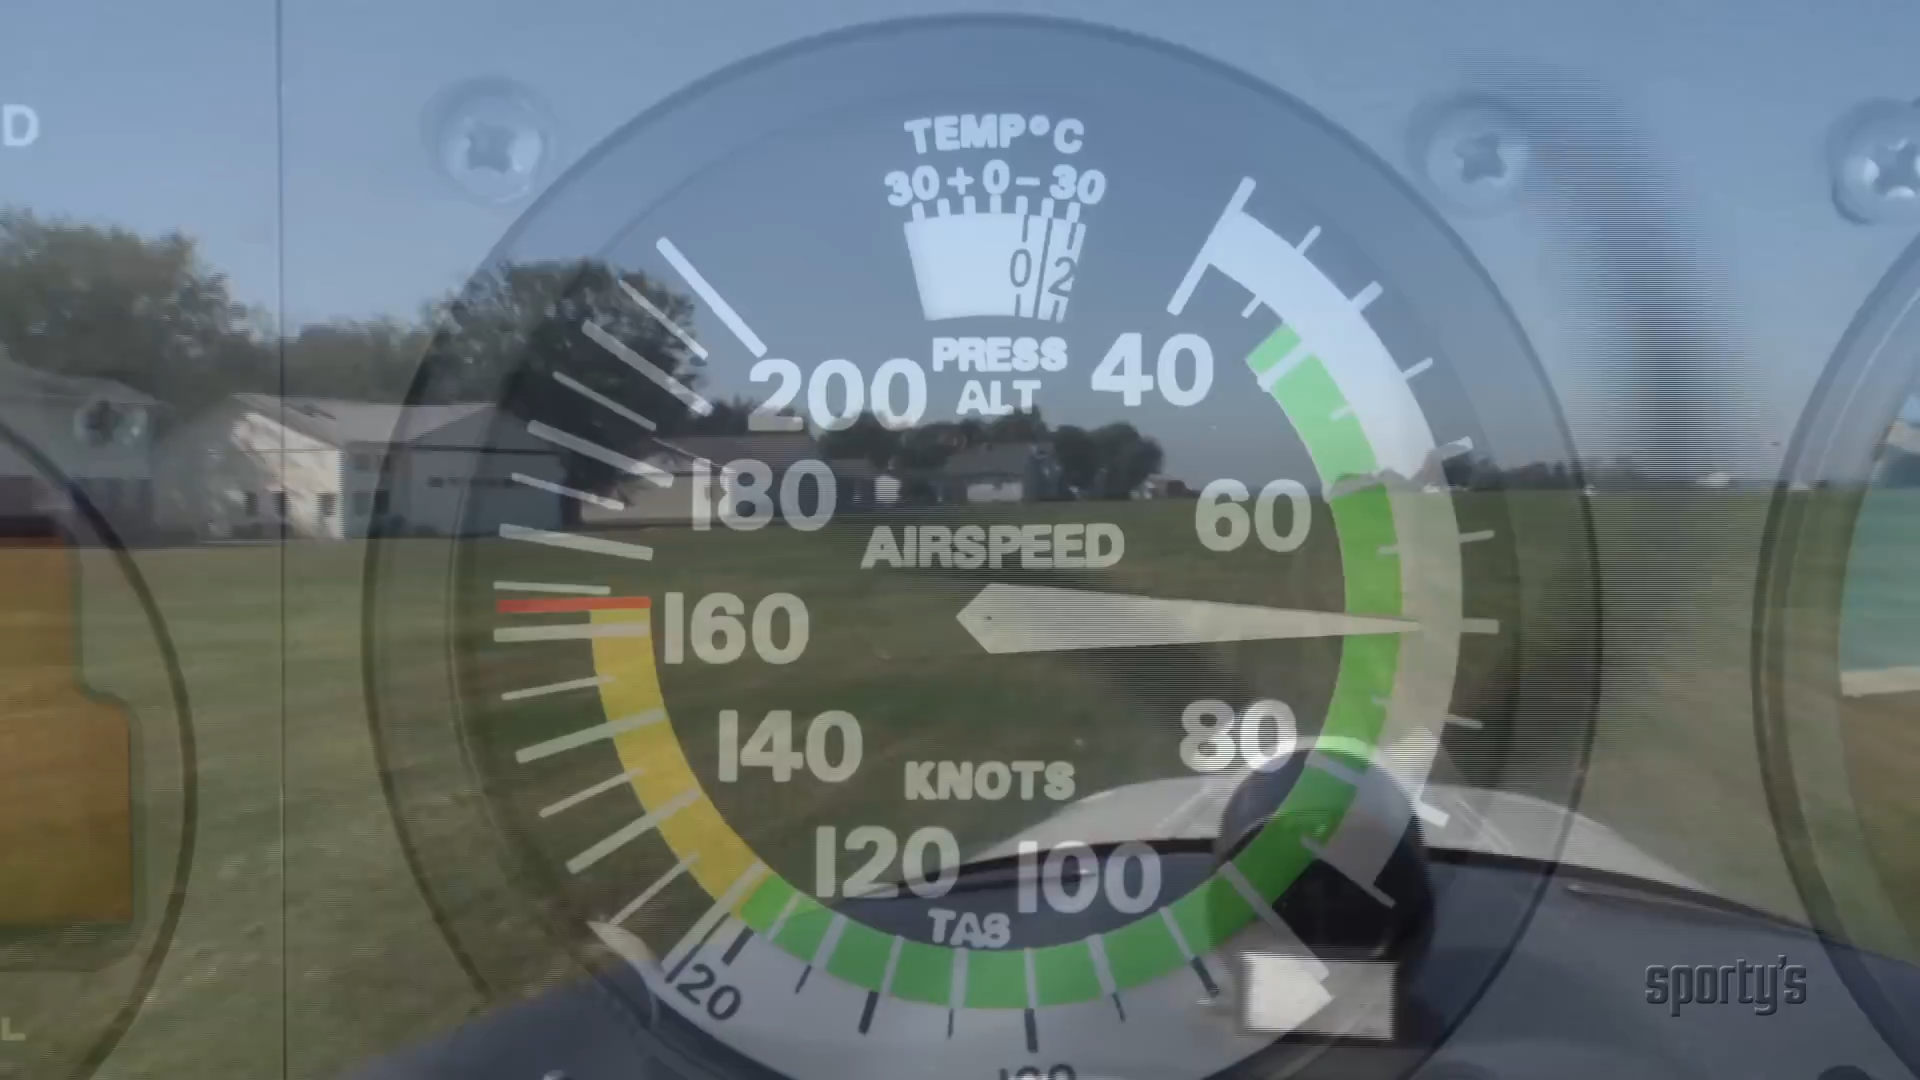 D
TEMP°C
30+0-30
0 2
PRESS
ALT
40
200
180
60
AIRSPEED
160
140
80
KNOTS
120
100
TAS
120
sporty's
L